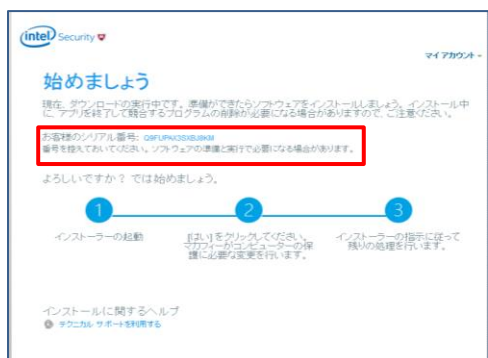 intel Security
マイ アカウント
始めましょう
現在、ダウンロードの実行中です。準備ができたらソフトウェアをインストールしましょう。インストール中
に、アプリを終了して競合するプログラムの削除が必要になる場合がありますので、ご注意ください。
お客様のシリアル番号:
番号を控えておいてください。ソフトウェアの準備と実行で必要になる場合があります。
よろしいですか? では始めましょう。
1 2 3
インストーラーの起動
[はい] をクリックしてください。
マカフィーがコンピューターの保
護に必要な変更を行います。
インストーラーの指示に従って
残りの処理を行います。
インストールに関するヘルプ
テクニカル サポートを利用する